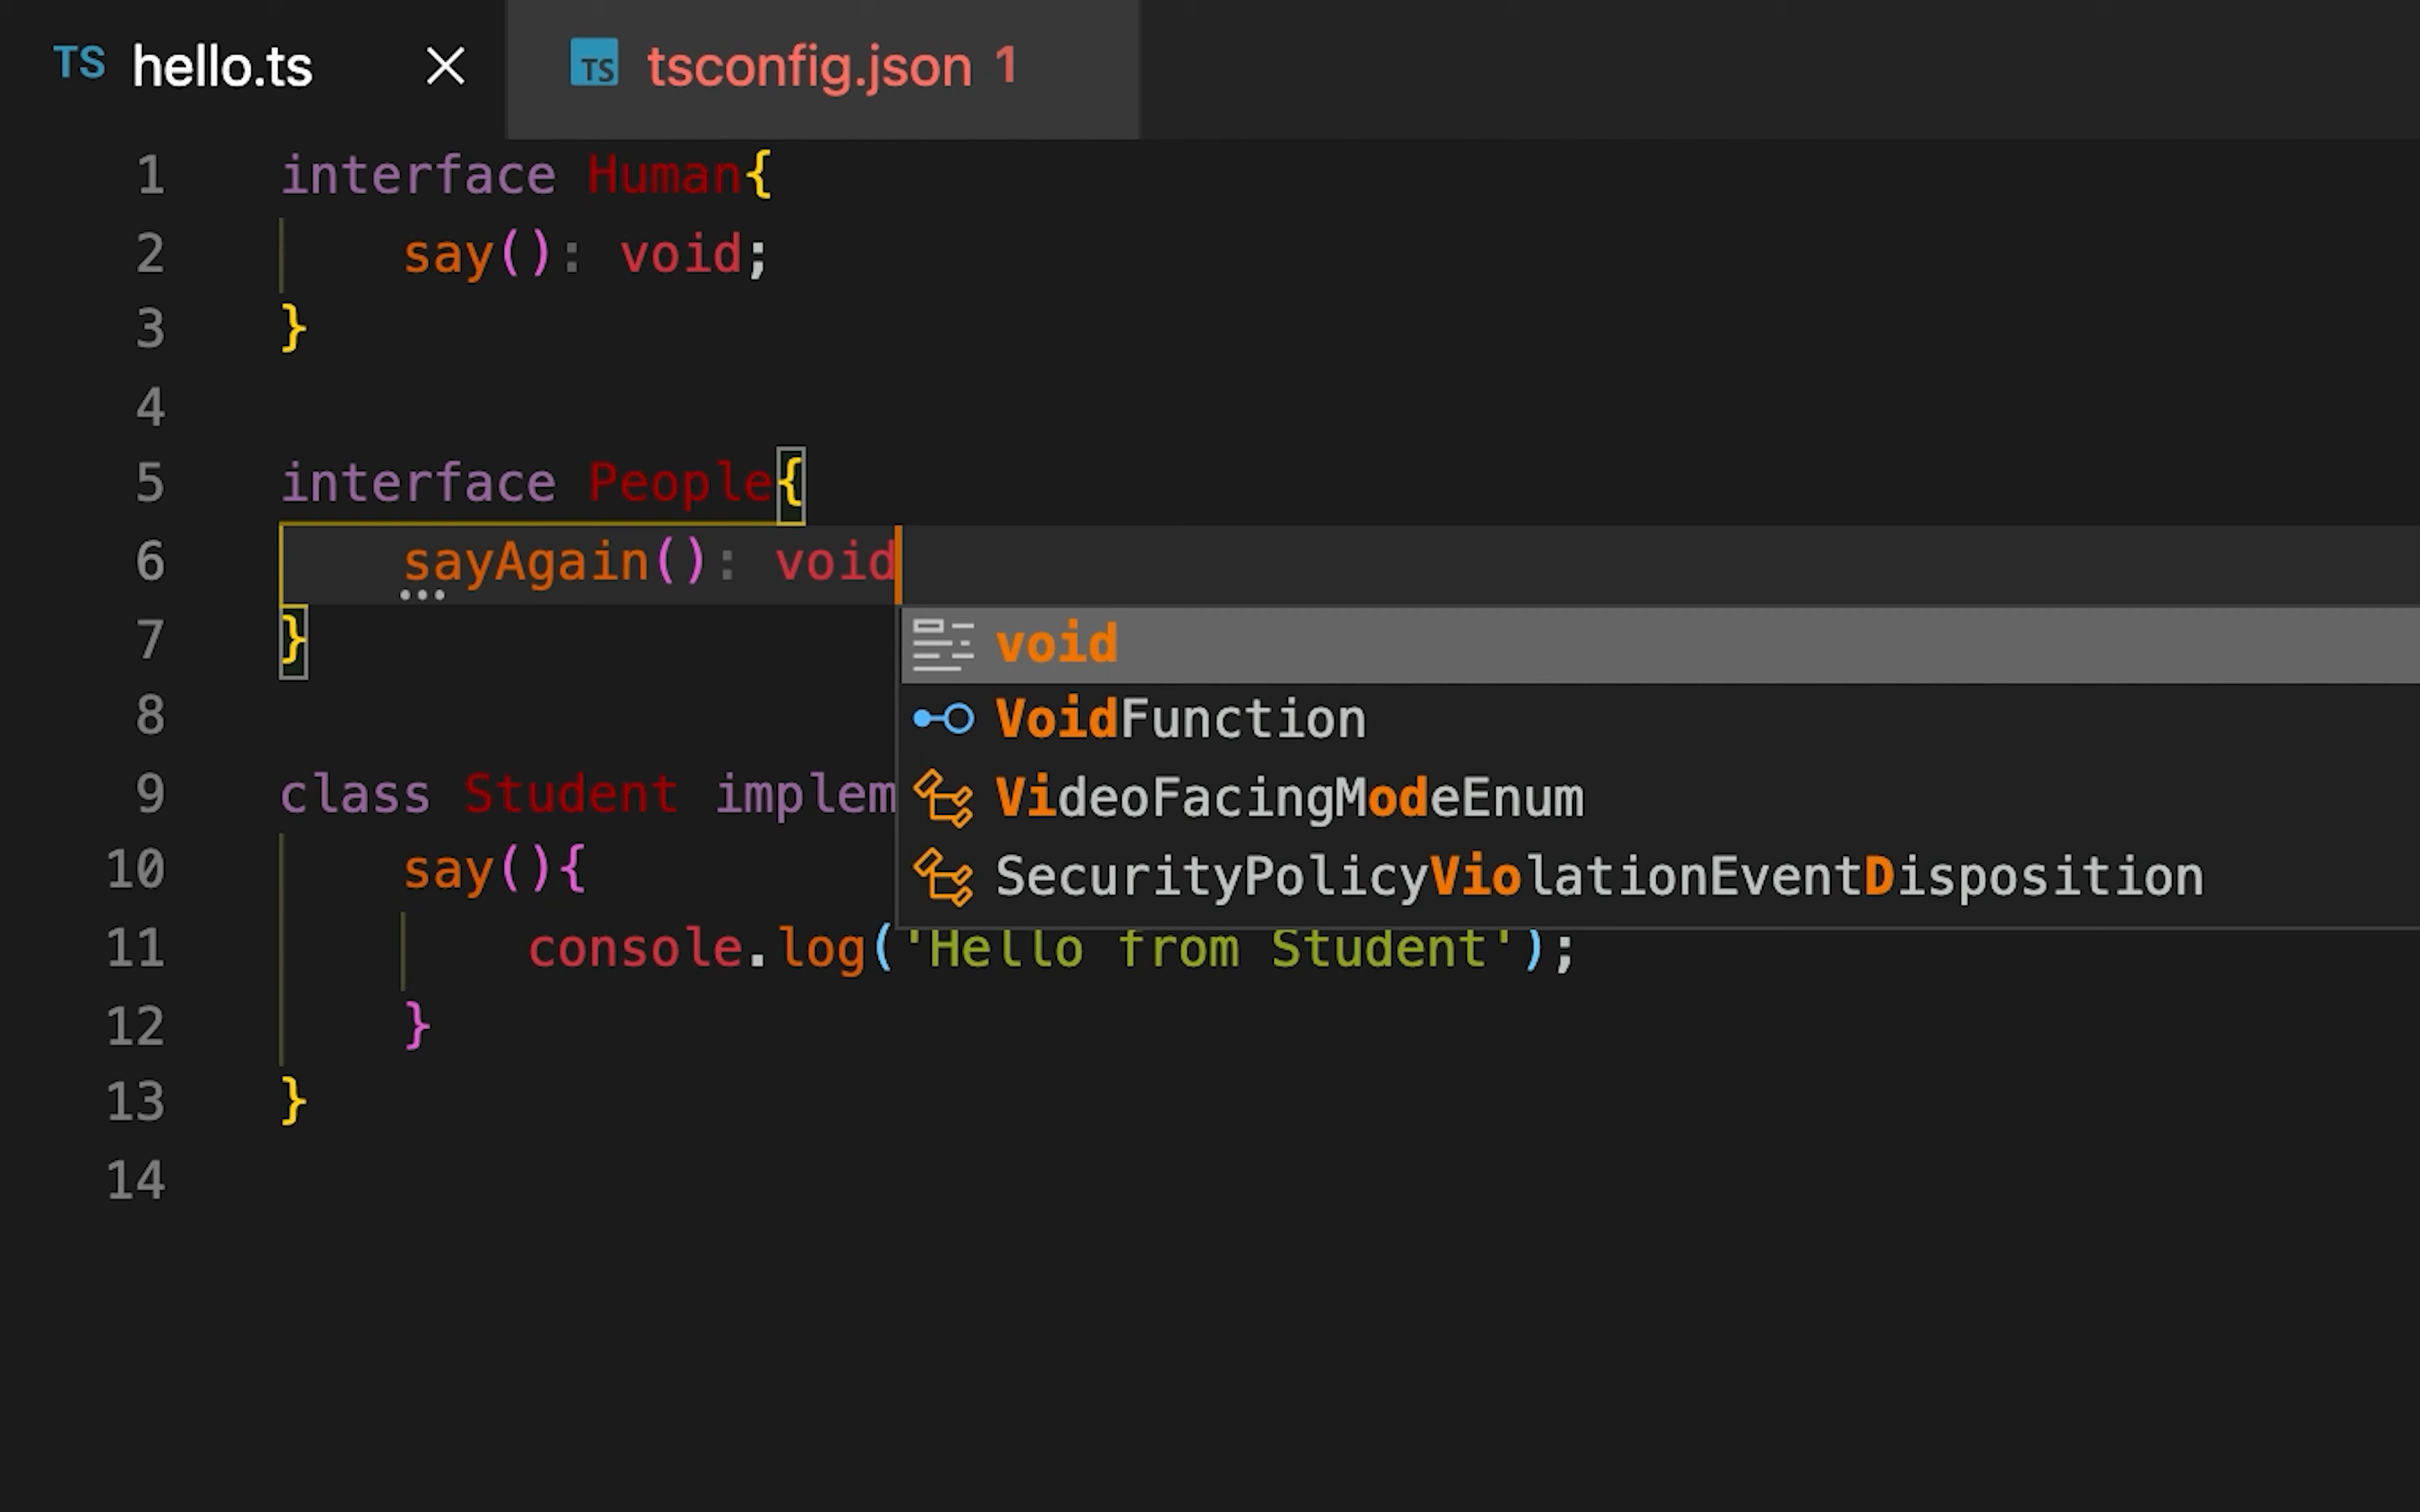 TS hello.ts × TS tsconfig.json 1
1 interface Human{
2 say(): void;
3 }
4
5 interface People{
6 sayAgain(): void
7 }
void
8
VoidFunction
9 class Student implem
VideoFacingModeEnum
10 say(){
SecurityPolicyViolationEventDisposition
11 console.log('Hello from Student');
12 }
13 }
14